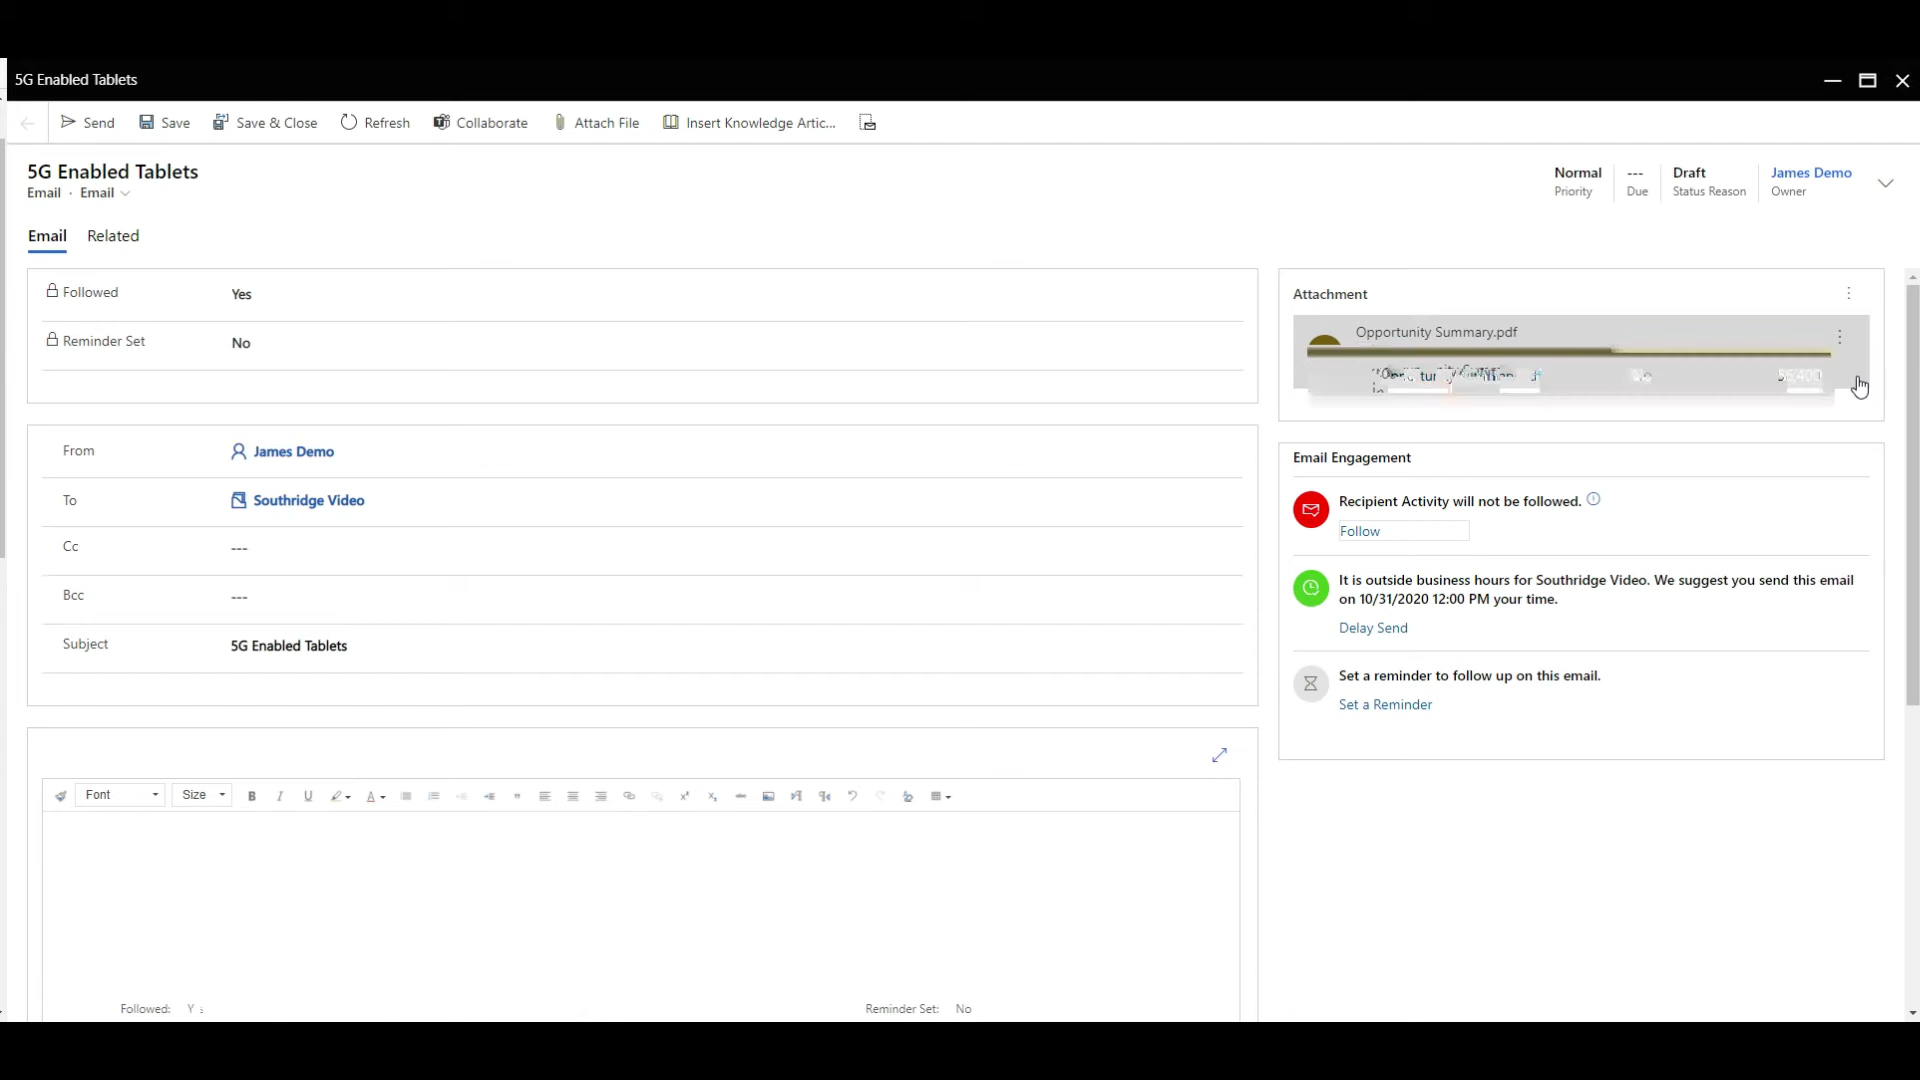 5G Enabled Tablets
Send Save Save & Close Refresh Collaborate Attach File Insert Knowledge Artic...
5G Enabled Tablets
Email · Email
Normal
Priority
---
Due
Draft
Status Reason
James Demo
Owner
Email Related
Followed Yes
Reminder Set No
From James Demo
To Southridge Video
Cc ---
Bcc ---
Subject 5G Enabled Tablets
Font Size
Followed: Reminder Set: No
Attachment
Opportunity Summary.pdf
Email Engagement
Recipient Activity will not be followed.
Follow
It is outside business hours for Southridge Video. We suggest you send this email
on 10/31/2020 12:00 PM your time.
Delay Send
Set a reminder to follow up on this email.
Set a Reminder